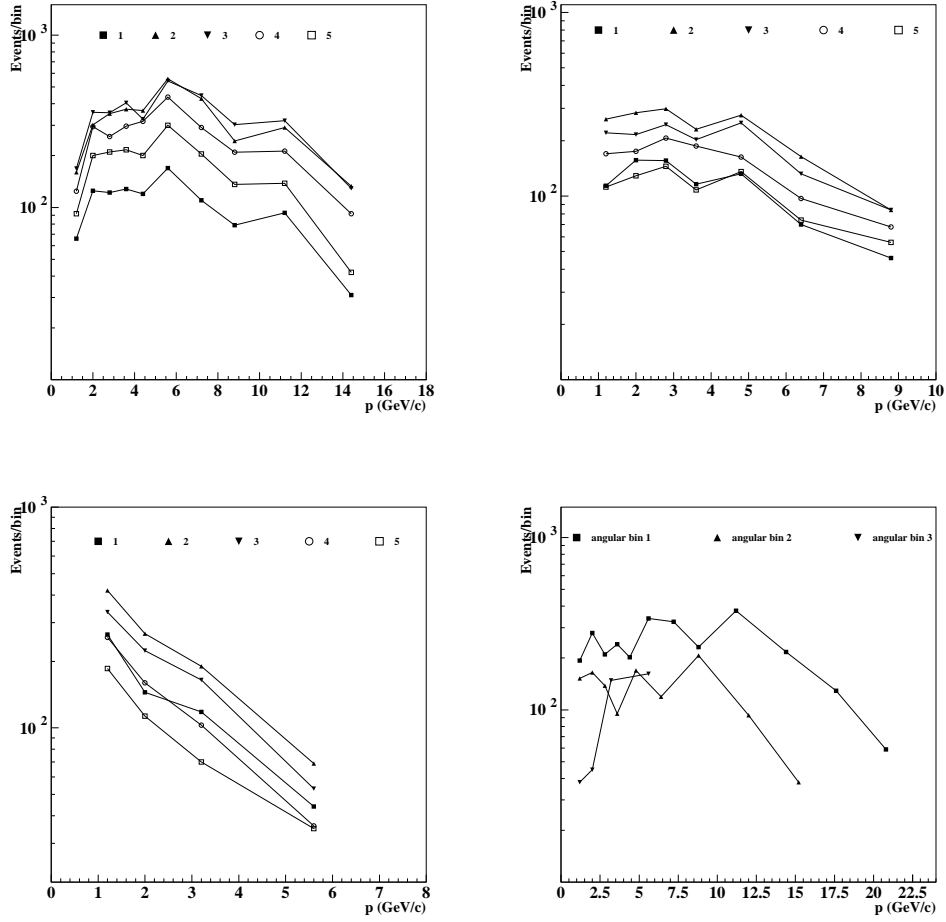 Events/bin
10 3
1 2 3 4 5
10 2
0 2 4 6 8 10 12 14 16 18
p (GeV/c)
Events/bin
10 3
1 2 3 4 5
10 2
0 1 2 3 4 5 6 7 8 9 10
p (GeV/c)
Events/bin
10 3
1 2 3 4 5
10 2
0 1 2 3 4 5 6 7 8
p (GeV/c)
Events/bin
10 3
angular bin 1 angular bin 2 angular bin 3
10 2
0 2.5 5 7.5 10 12.5 15 17.5 20 22.5
p (GeV/c)